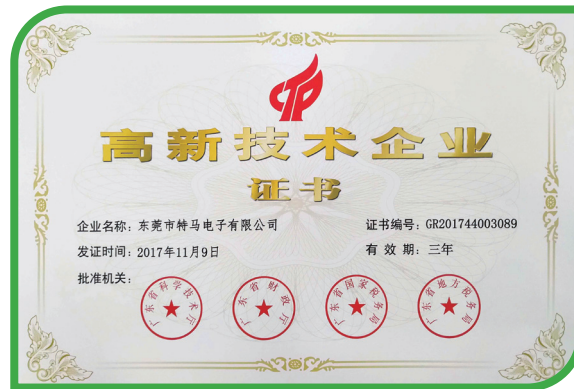 高新技术企业
证书
企业名称：东莞市特马电子有限公司
证书编号：GR201744003089
发证时间：2017年11月9日
有 效 期：三年
批准机关：
广东省科学技术厅
广东省财政厅
广东省国家税务局
广东省地方税务局